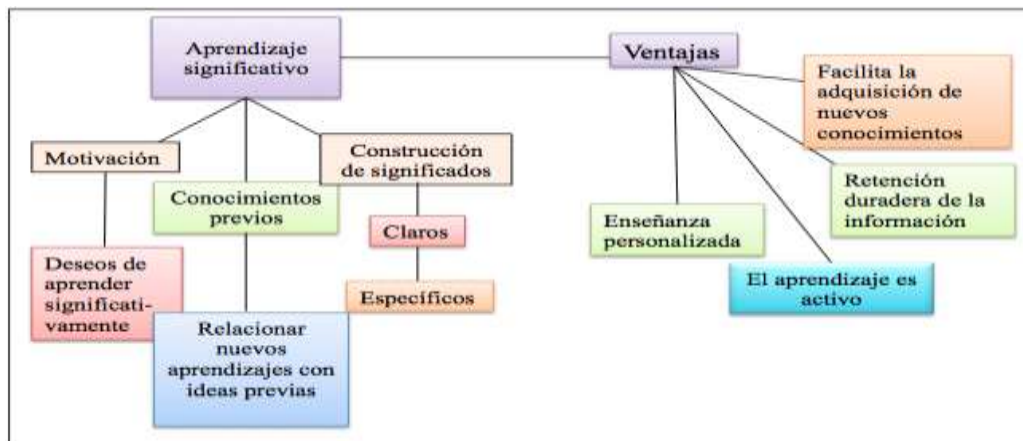 Aprendizaje
significativo
Ventajas
Facilita la
adquisición de
nuevos
conocimientos
Motivación
Construcción
de significados
Conocimientos
previos
Retención
duradera de la
información
Enseñanza
personalizada
Claros
Deseos de
aprender
significati-
vamente
El aprendizaje es
activo
Específicos
Relacionar
nuevos
aprendizajes con
ideas previas